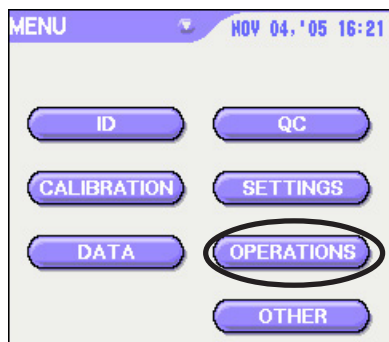 MENU NOV 04,'05 16:21
ID QC
CALIBRATION SETTINGS
DATA OPERATIONS
OTHER